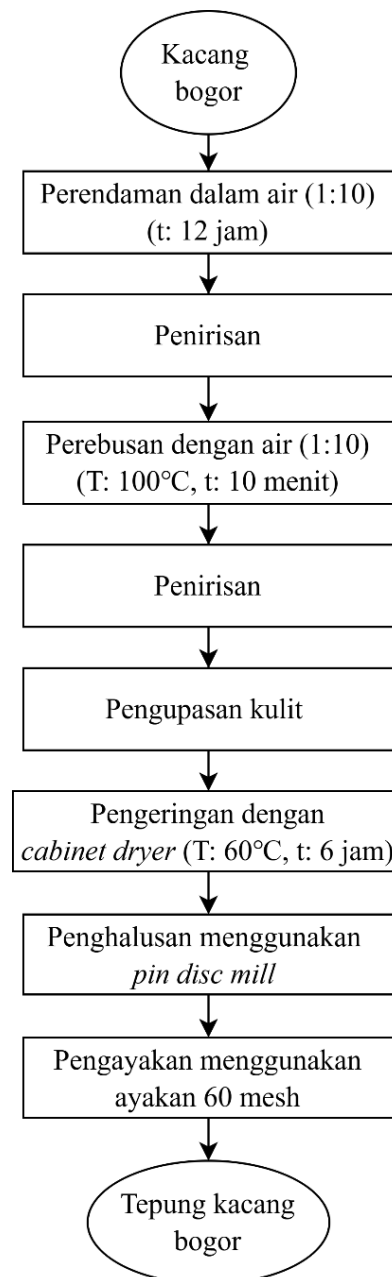 Kacang
bogor
Perendaman dalam air (1:10)
(t: 12 jam)
Penirisan
Perebusan dengan air (1:10)
(T: 100°C, t: 10 menit)
Penirisan
Pengupasan kulit
Pengeringan dengan
cabinet dryer (T: 60°C, t: 6 jam)
Penghalusan menggunakan
pin disc mill
Pengayakan menggunakan
ayakan 60 mesh
Tepung kacang
bogor